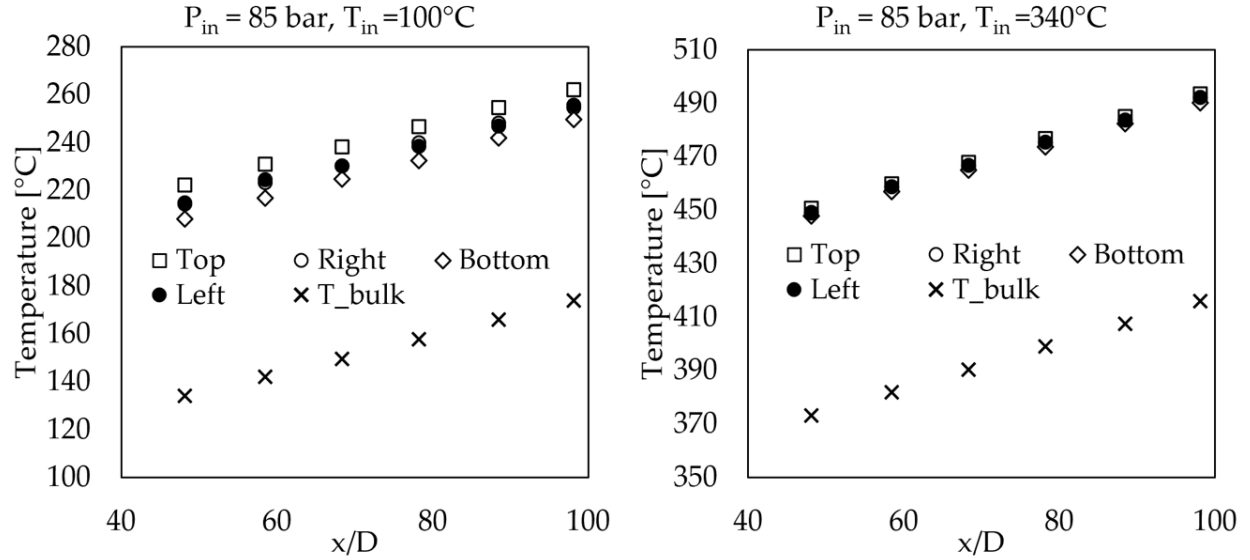 P_in = 85 bar, T_in =100°C
280
260
240
220
200
180
160
140
120
100
Temperature [°C]
Top
Right
Bottom
Left
T_bulk
40
60
80
100
x/D
P_in = 85 bar, T_in =340°C
510
490
470
450
430
410
390
370
350
Temperature [°C]
Top
Right
Bottom
Left
T_bulk
40
60
80
100
x/D